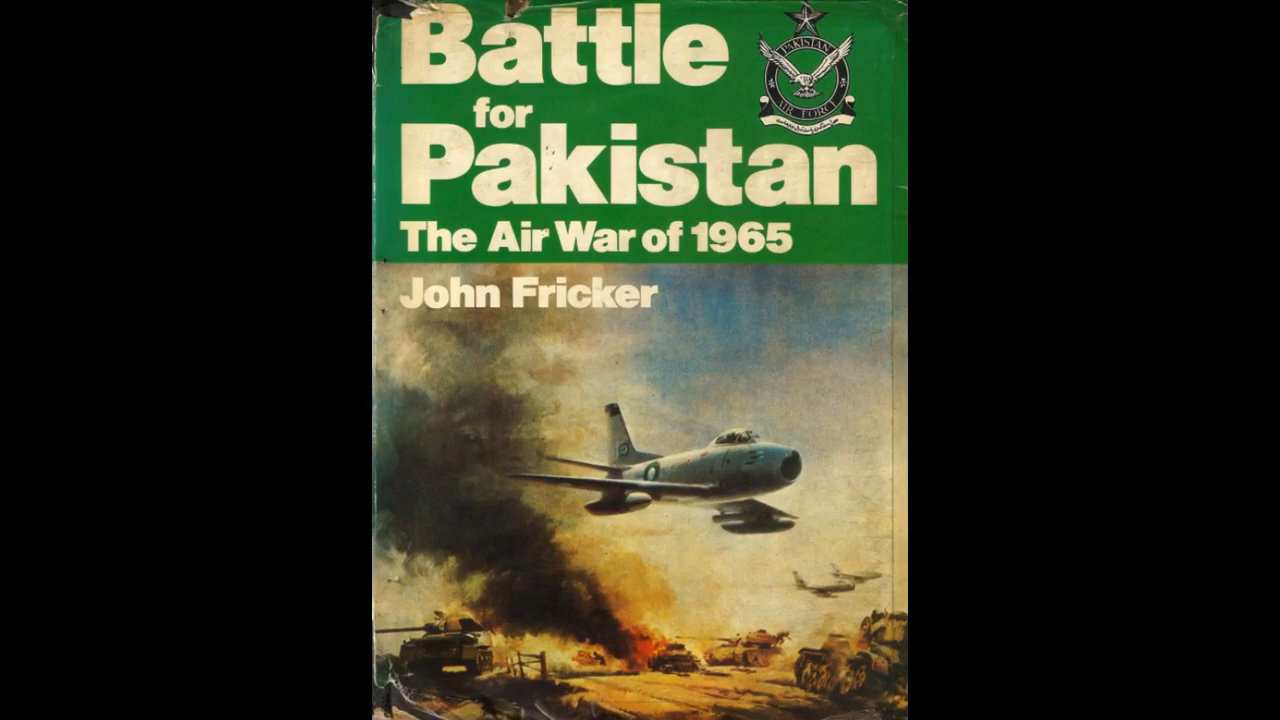 Battle
for
Pakistan
The Air War of 1965
John Fricker
PAKISTAN
AIR FORCE